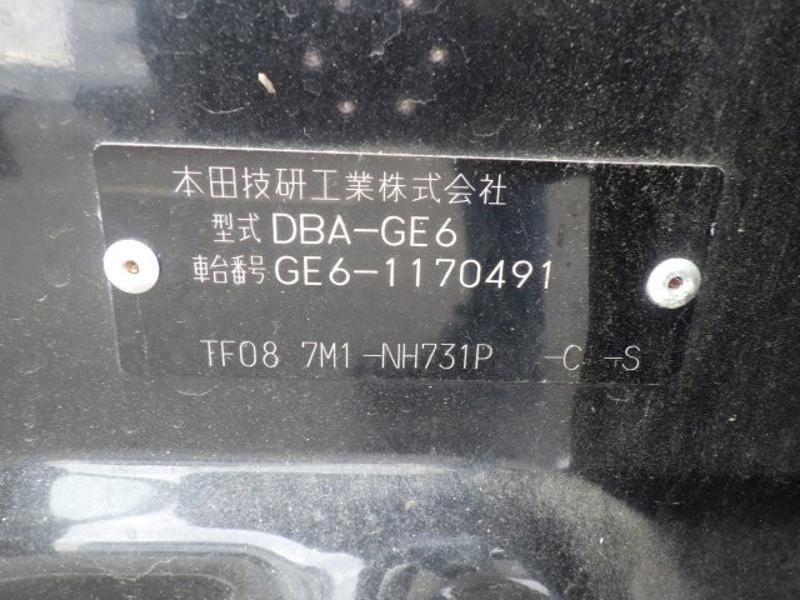 本田技研工業株式会社
型式 DBA-GE6
車台番号 GE6-1170491
TF08 7M1-NH731P -C -S